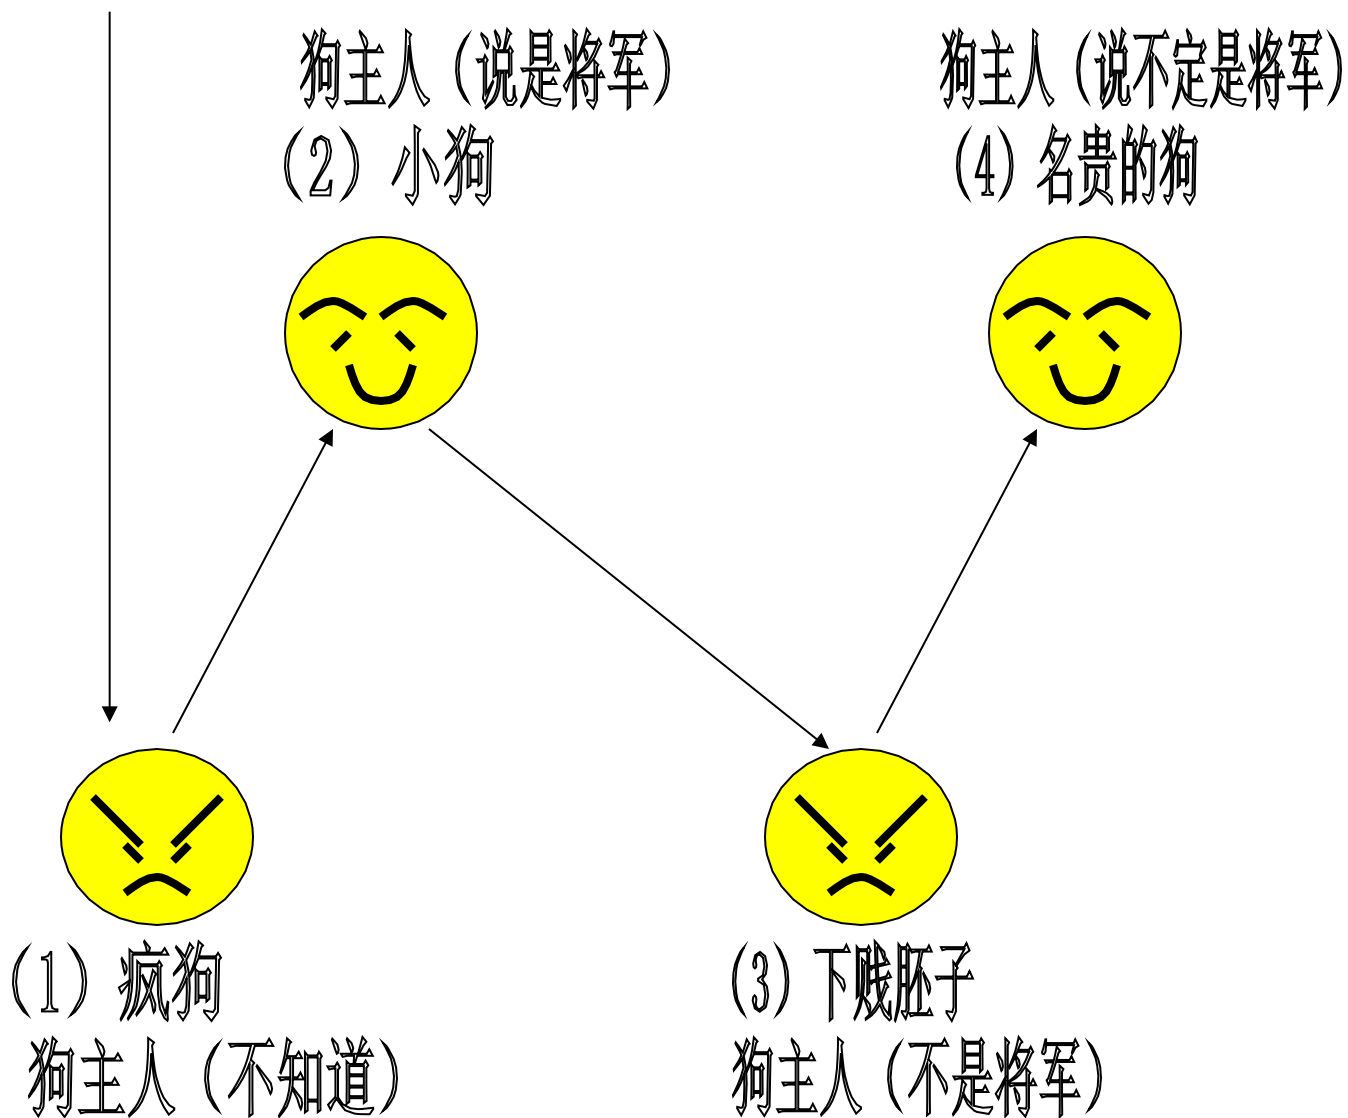 狗主人（说是将军）
（2）小狗
狗主人（说不定是将军）
（4）名贵的狗
（1）疯狗
狗主人（不知道）
（3）下贱胚子
狗主人（不是将军）